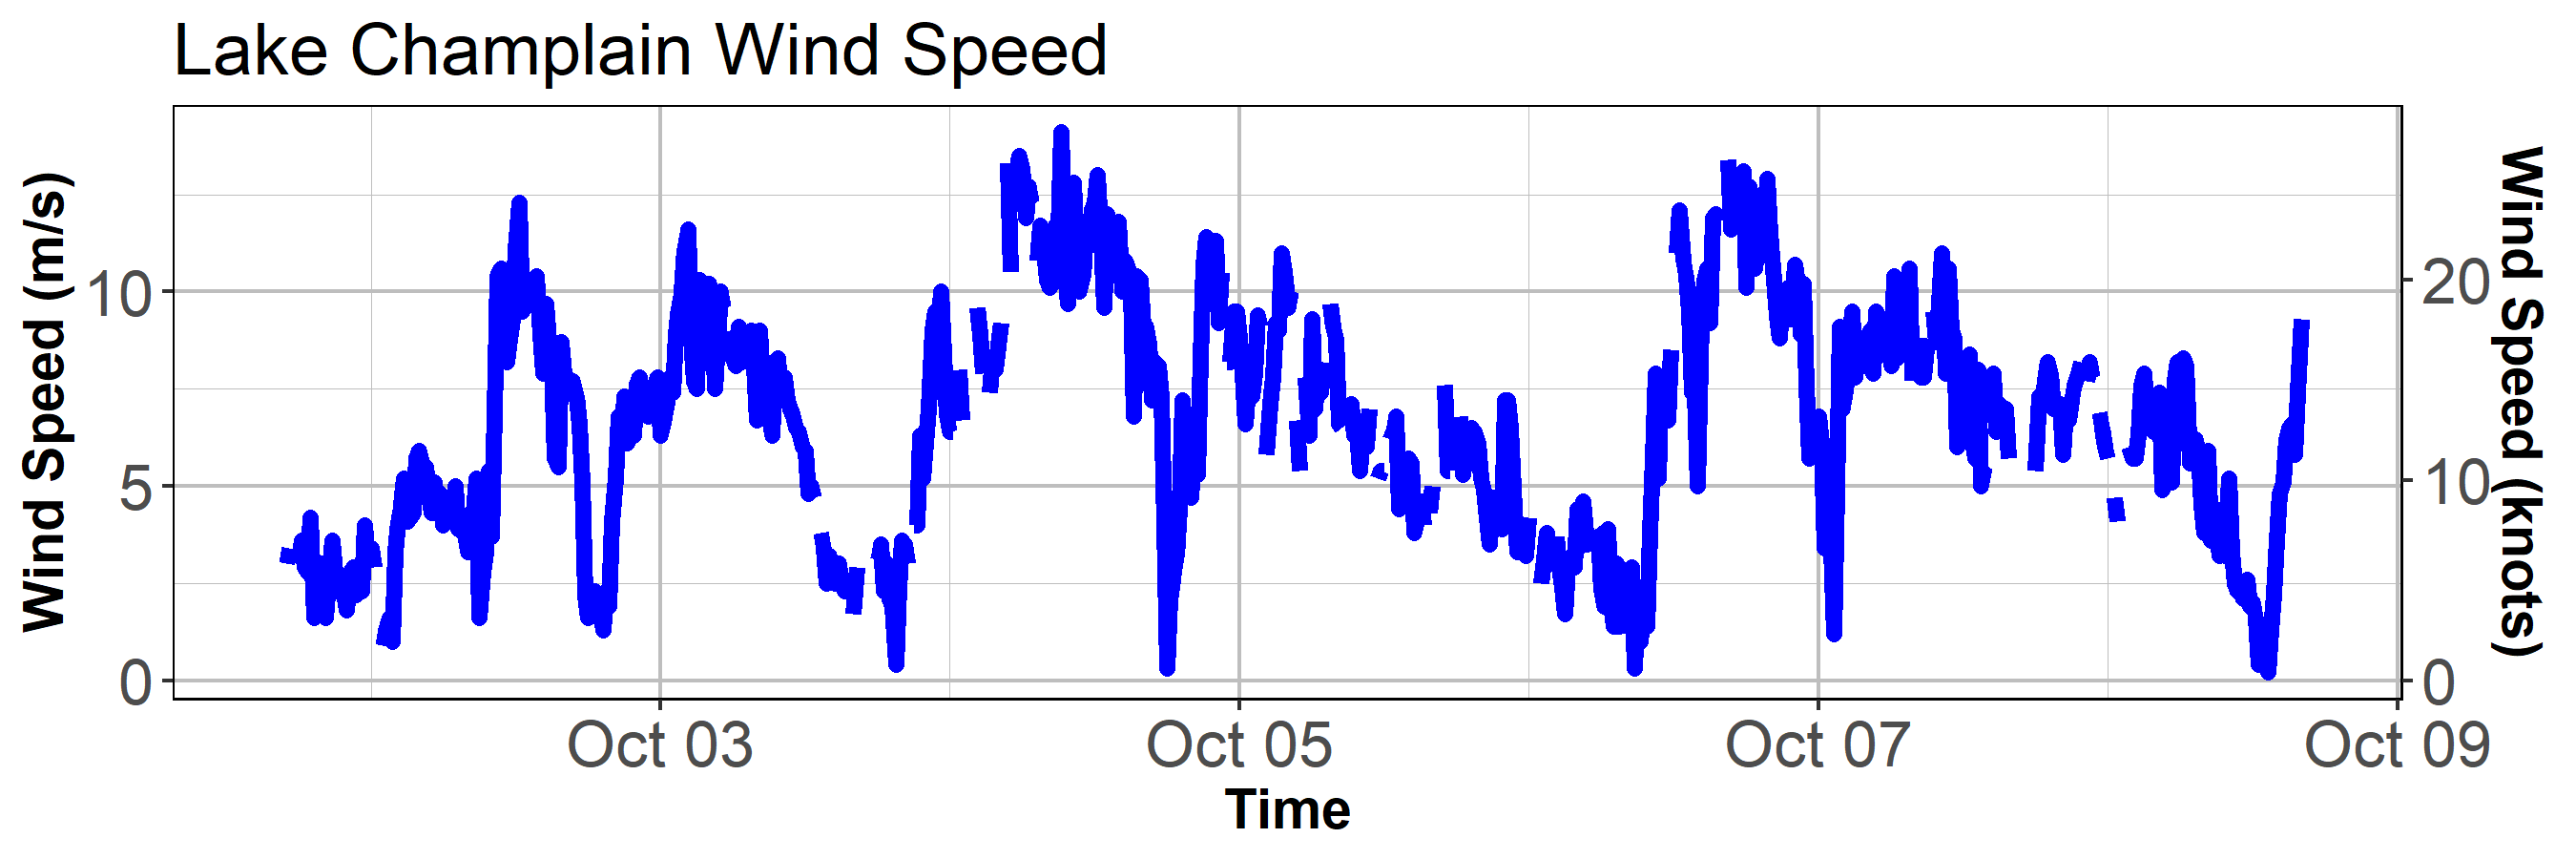 Lake Champlain Wind Speed
Wind Speed (m/s)
10
5
0
20
10
0
Wind Speed (knots)
Oct 03
Oct 05
Oct 07
Oct 09
Time